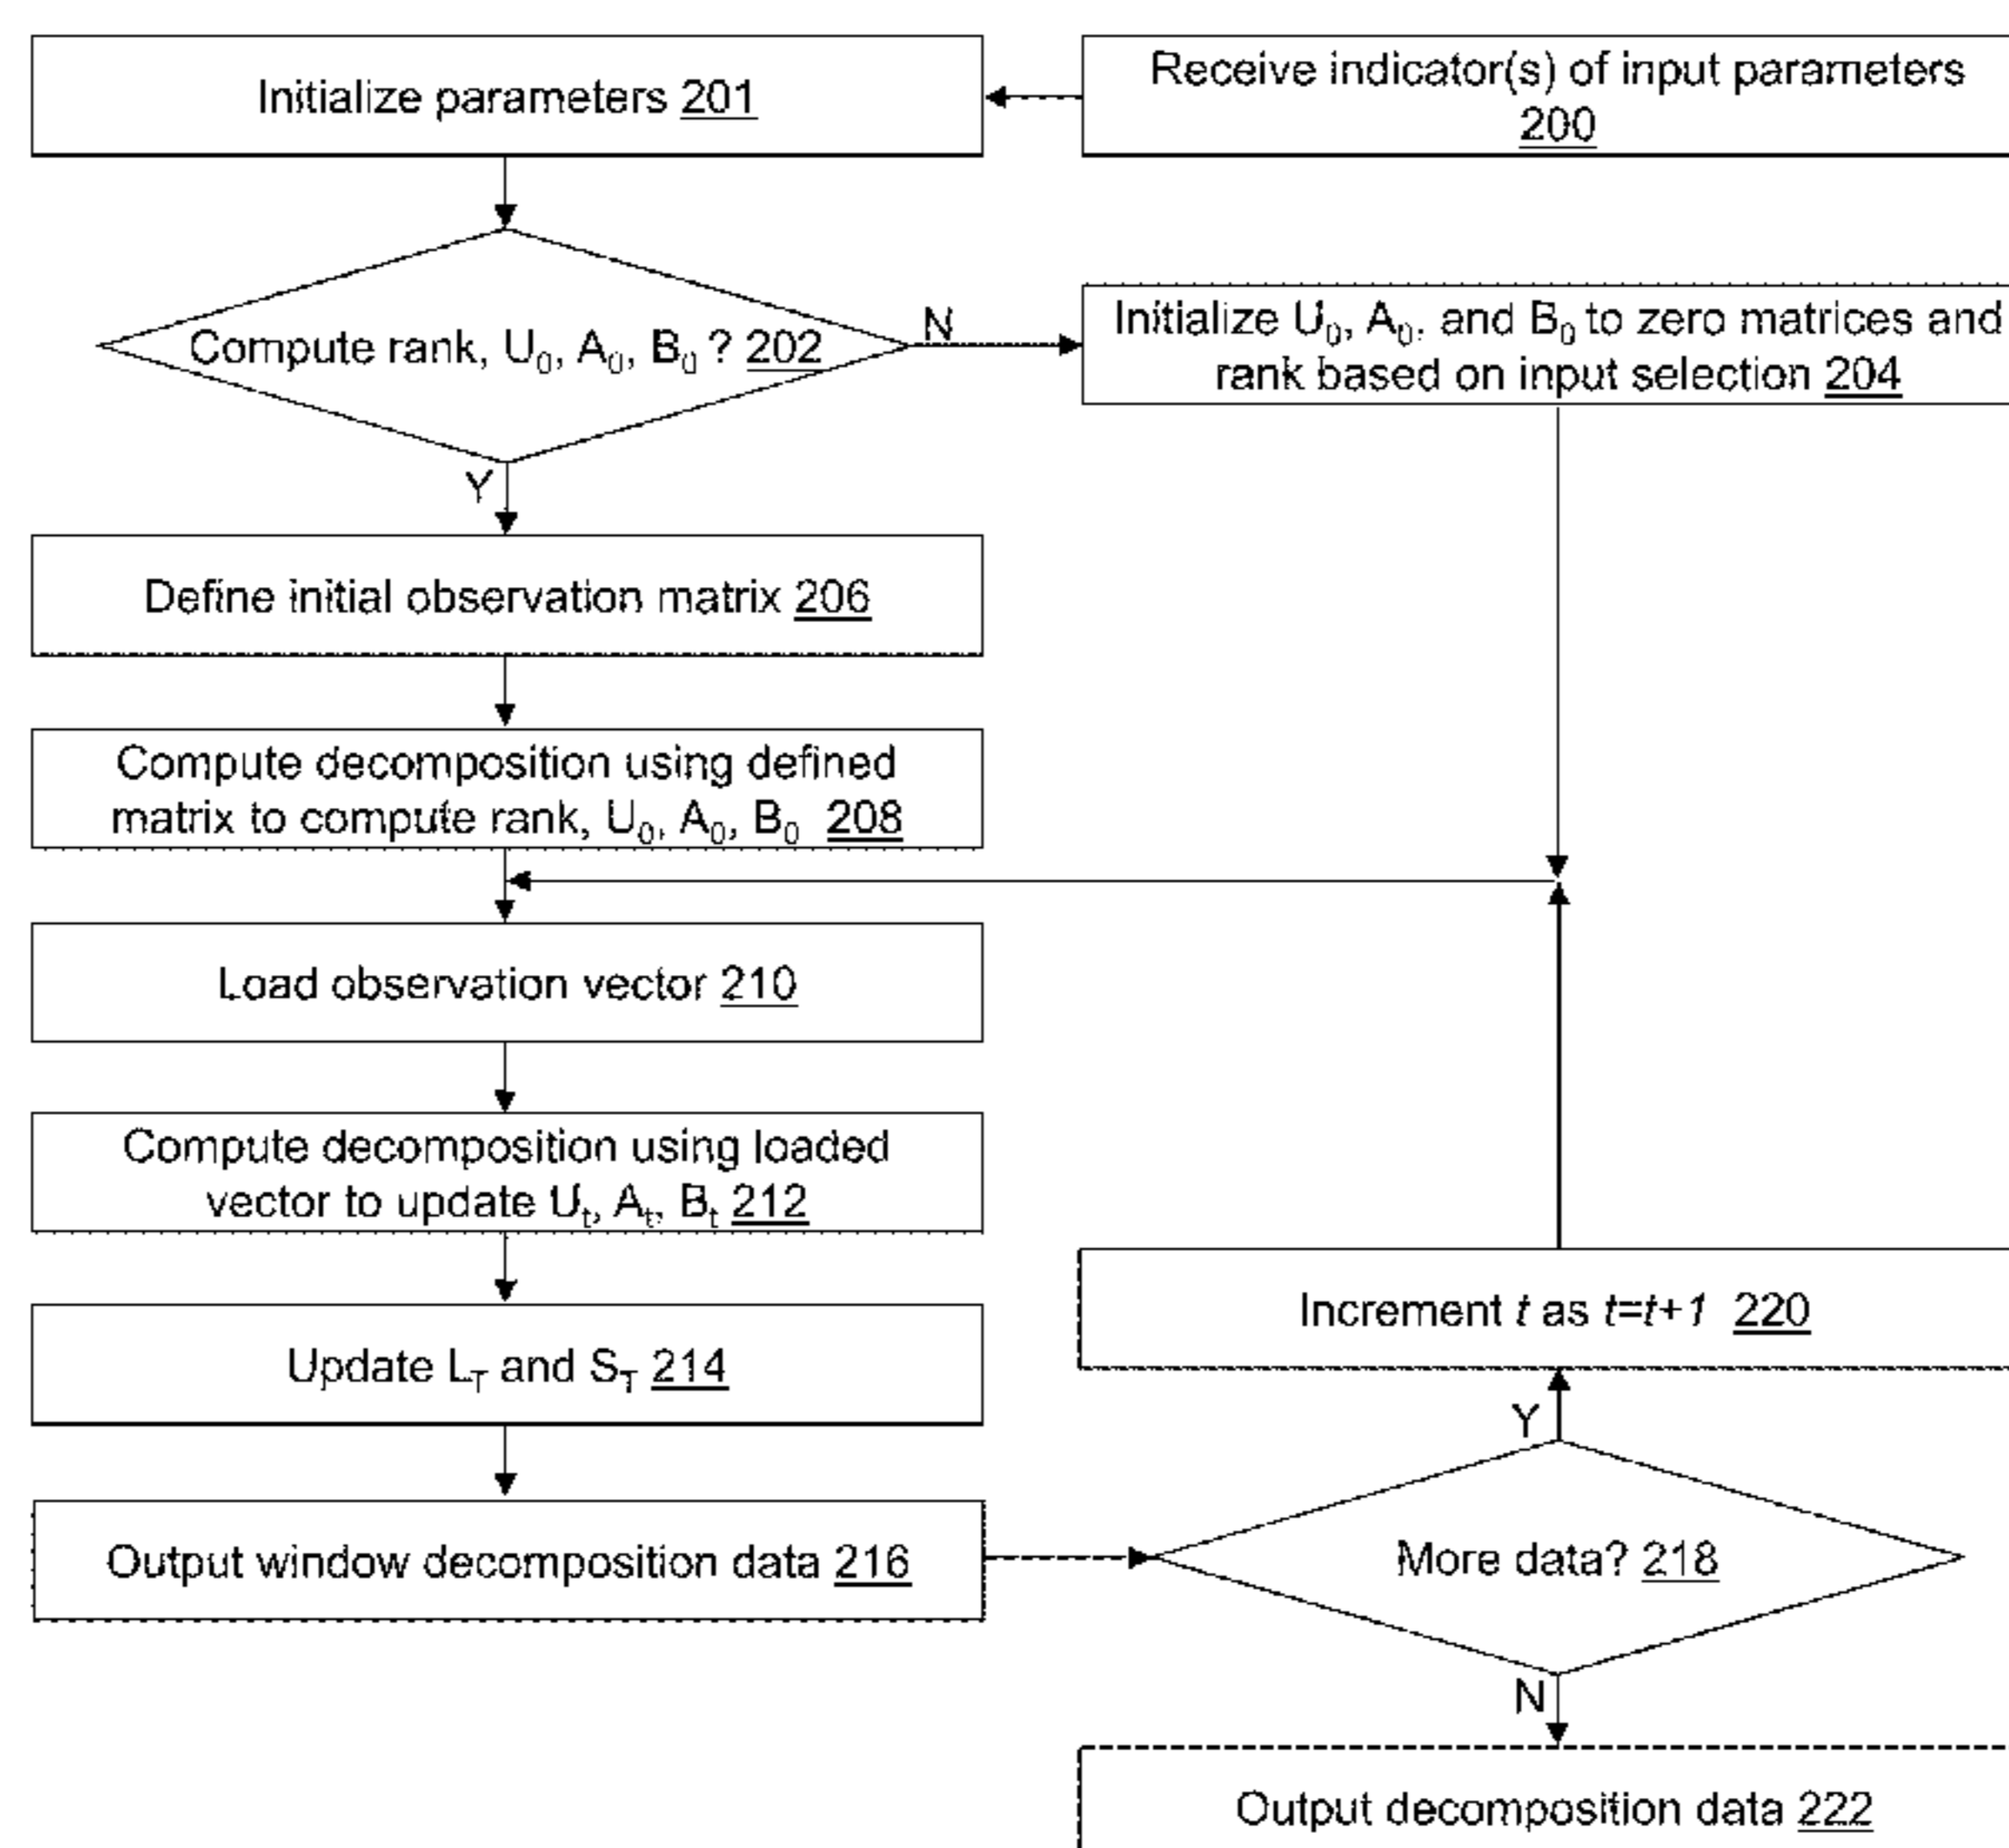 Receive indicator(s) of input parameters
200
Initialize parameters 201
Compute rank, U₀, A₀, B₀ ? 202
N
Initialize U₀, A₀, and B₀ to zero matrices and
rank based on input selection 204
Y
Define initial observation matrix 206
Compute decomposition using defined
matrix to compute rank, U₀, A₀, B₀ 208
Load observation vector 210
Compute decomposition using loaded
vector to update Uₜ, Aₜ, Bₜ 212
Update L_T and S_T 214
Output window decomposition data 216
More data? 218
Y
Increment t as t=t+1 220
N
Output decomposition data 222